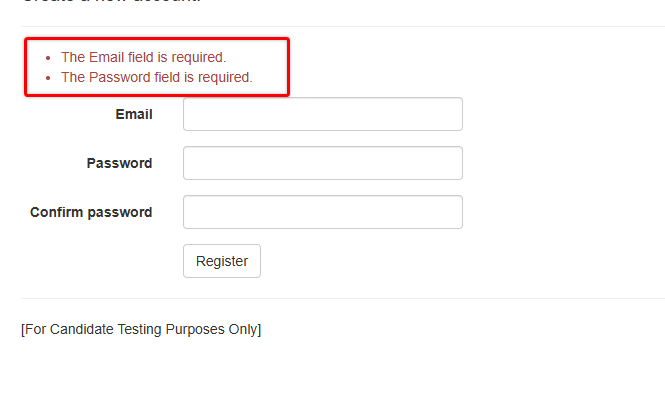 The Email field is required.
The Password field is required.
Email
Password
Confirm password
Register
[For Candidate Testing Purposes Only]